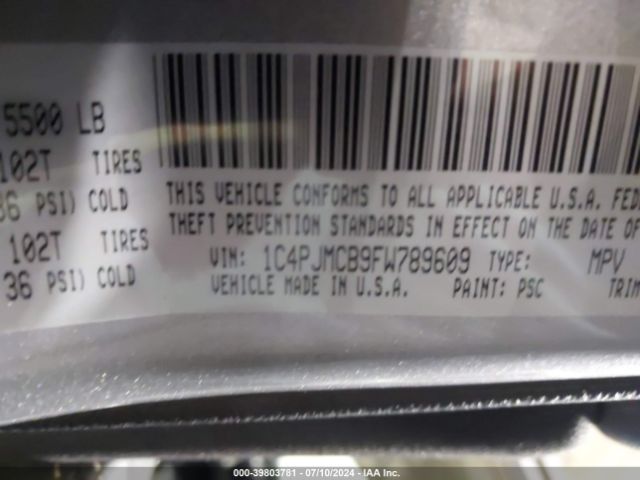 5500 LB
102T TIRES
36 PSI) COLD
102T TIRES
36 PSI) COLD
THIS VEHICLE CONFORMS TO ALL APPLICABLE U.S.A. FEDE
THEFT PREVENTION STANDARDS IN EFFECT ON THE DATE OF
VIN: 1C4PJMCB9FW789609 TYPE: MPV
VEHICLE MADE IN U.S.A. PAINT: PSC TRIM
000-39803781 - 07/10/2024 - IAA Inc.